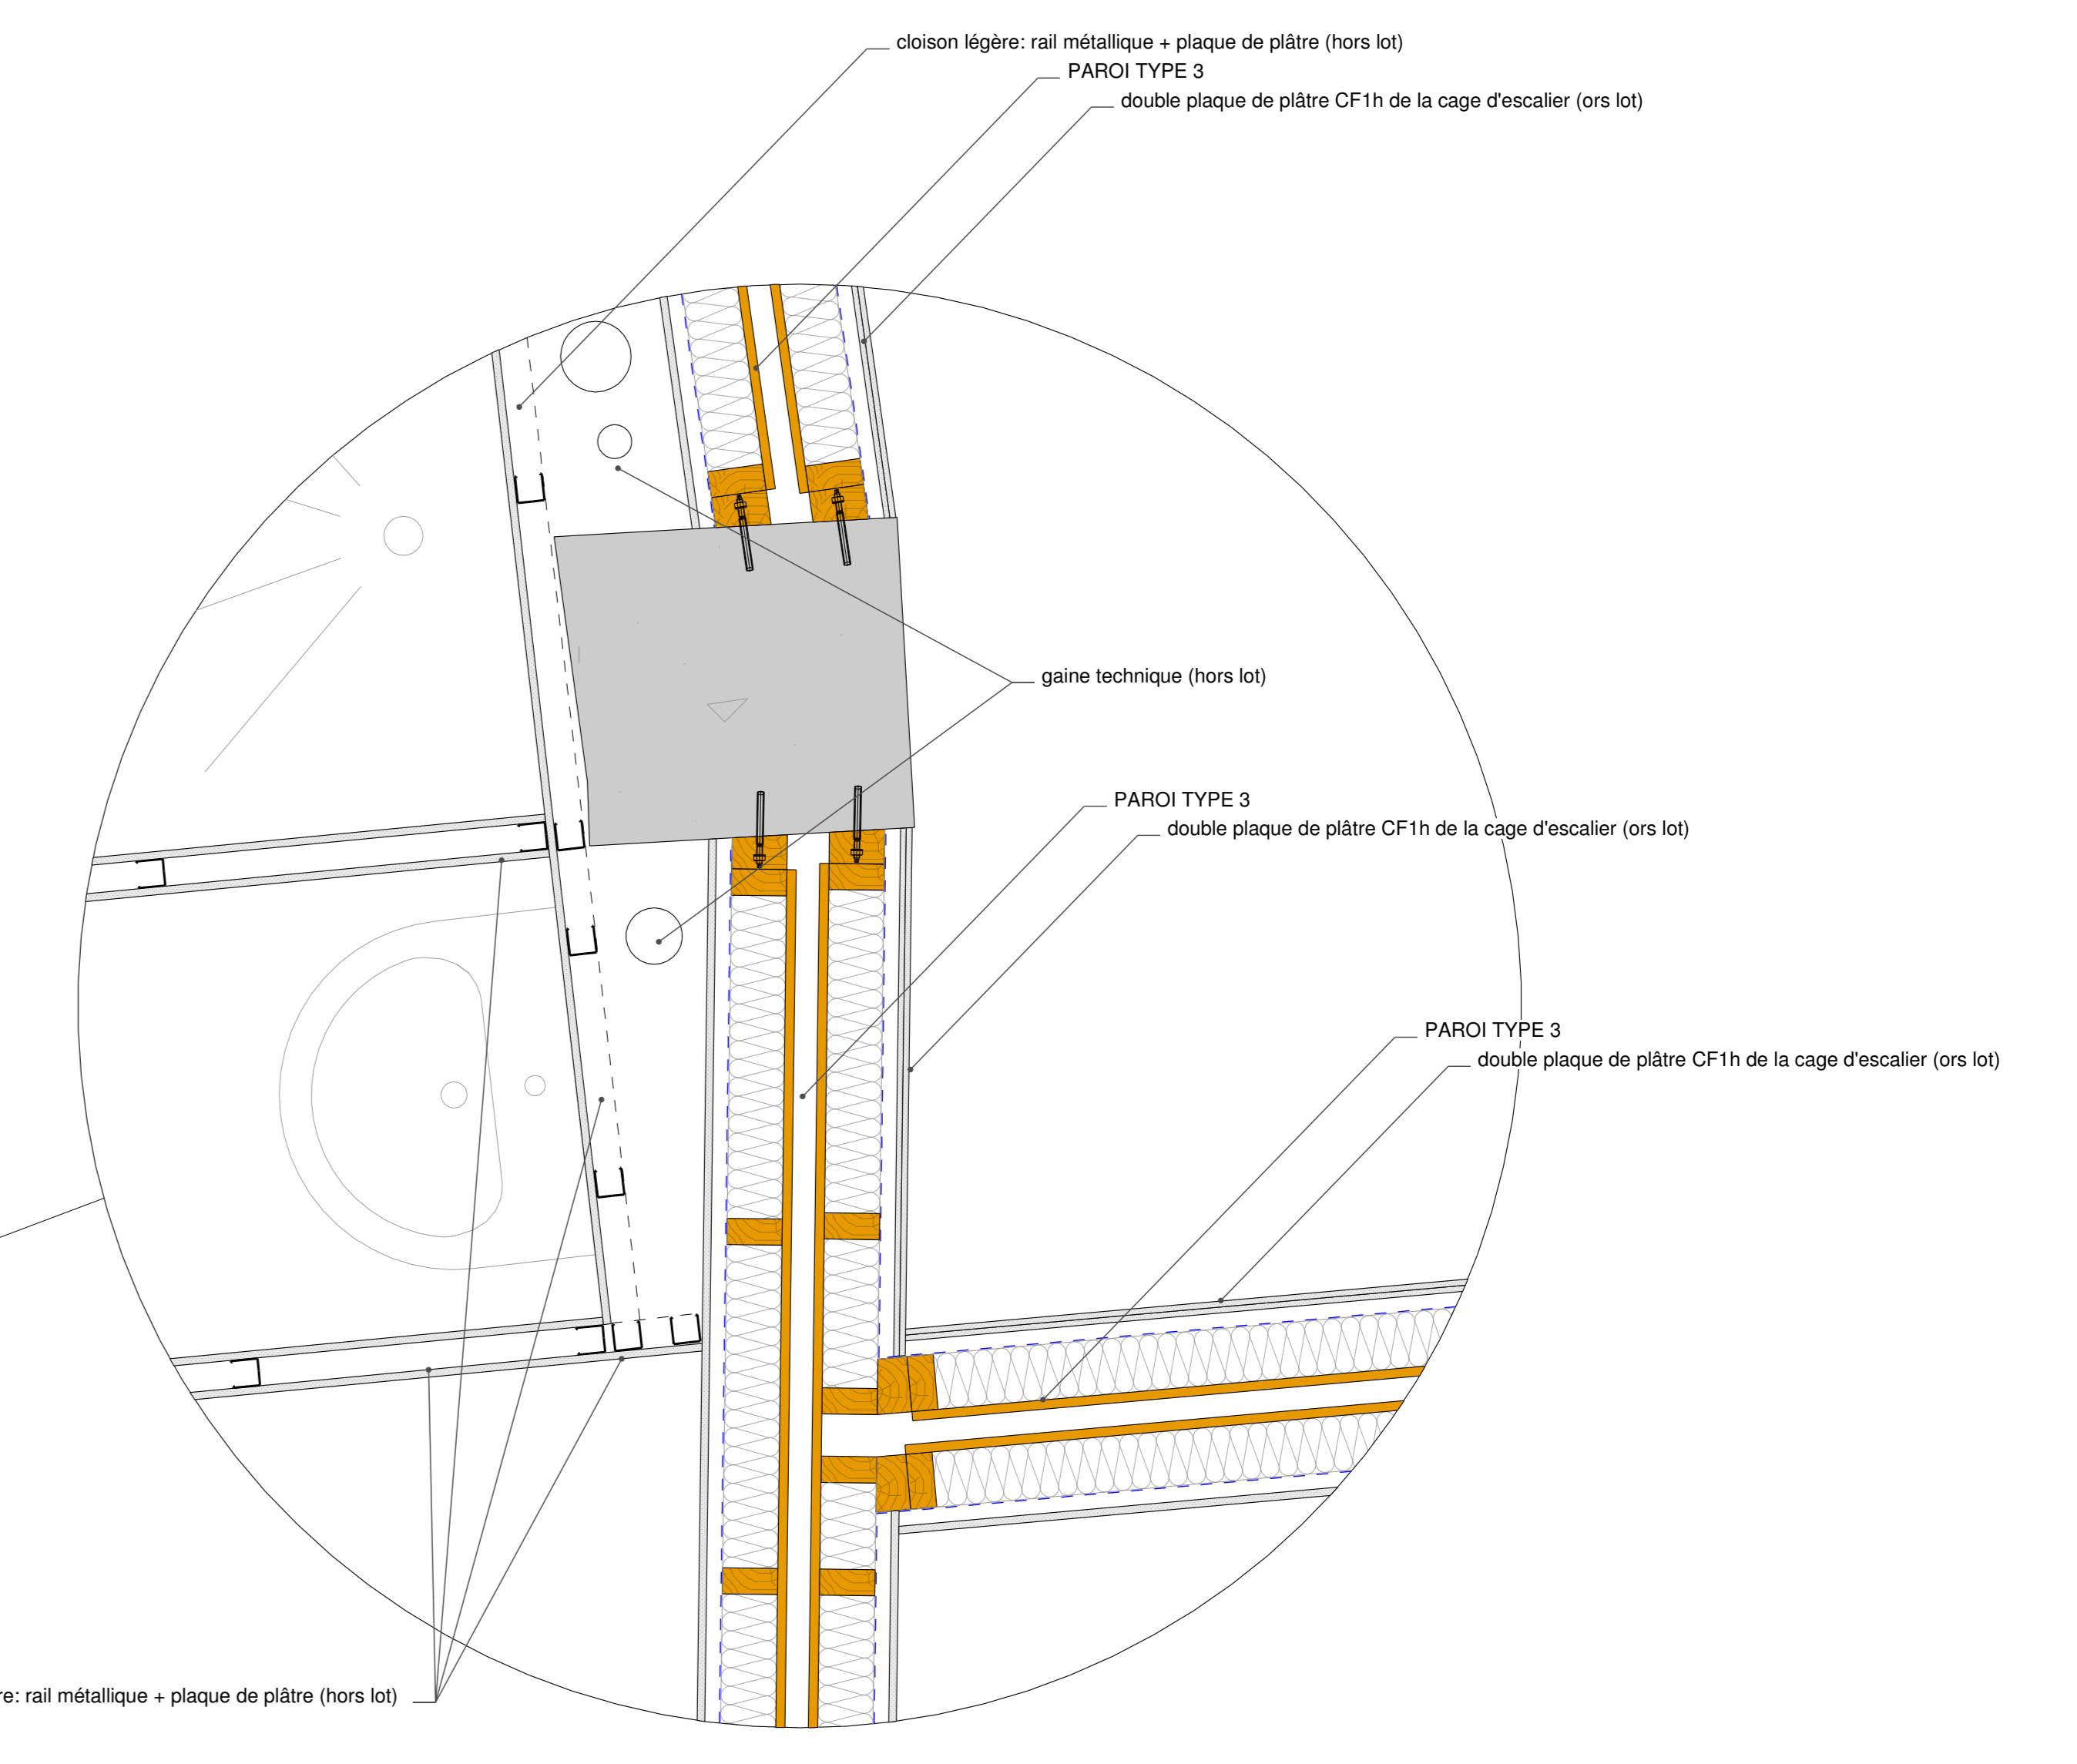 cloison légère: rail métallique + plaque de plâtre (hors lot)
PAROI TYPE 3
double plaque de plâtre CF1h de la cage d'escalier (ors lot)
gaine technique (hors lot)
PAROI TYPE 3
double plaque de plâtre CF1h de la cage d'escalier (ors lot)
PAROI TYPE 3
double plaque de plâtre CF1h de la cage d'escalier (ors lot)
re: rail métallique + plaque de plâtre (hors lot)